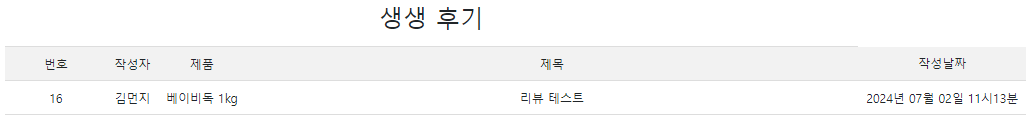 생생 후기
번호 작성자 제품 제목 작성날짜
16 김먼지 베이비독 1kg 리뷰 테스트 2024년 07월 02일 11시13분